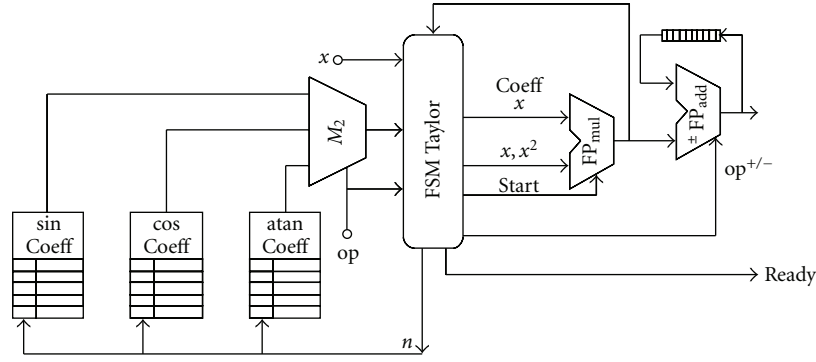 x
M₂
op
FSM Taylor
Coeff
x
x, x²
Start
FPmul
± FPadd
op+/−
Ready
sin
Coeff
cos
Coeff
atan
Coeff
n